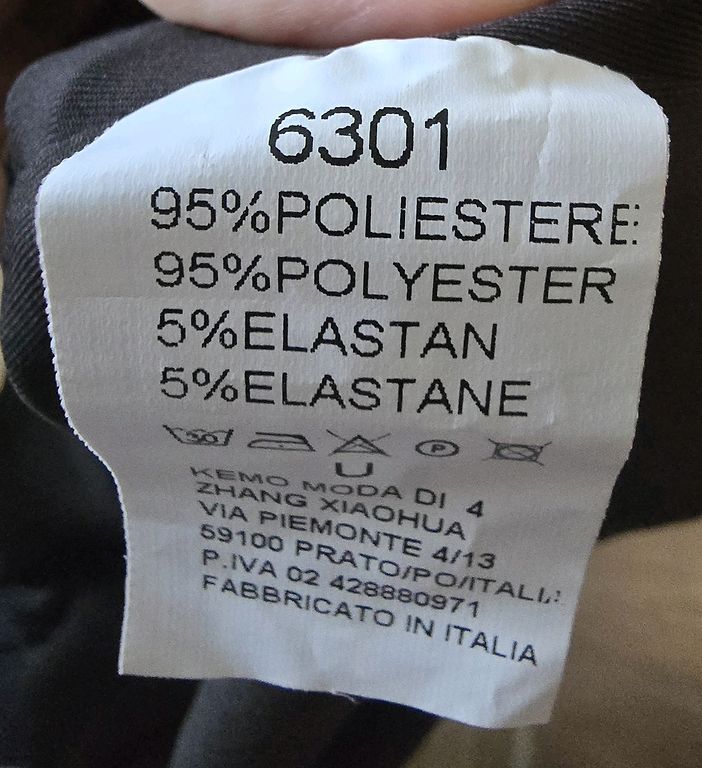 6301
95%POLIESTERE
95%POLYESTER
5%ELASTAN
5%ELASTANE
30 P
U
KEMO MODA DI 4
ZHANG XIAOHUA
VIA PIEMONTE 4/13
59100 PRATO/PO/ITALI
P.IVA 02 428880971
FABBRICATO IN ITALIA